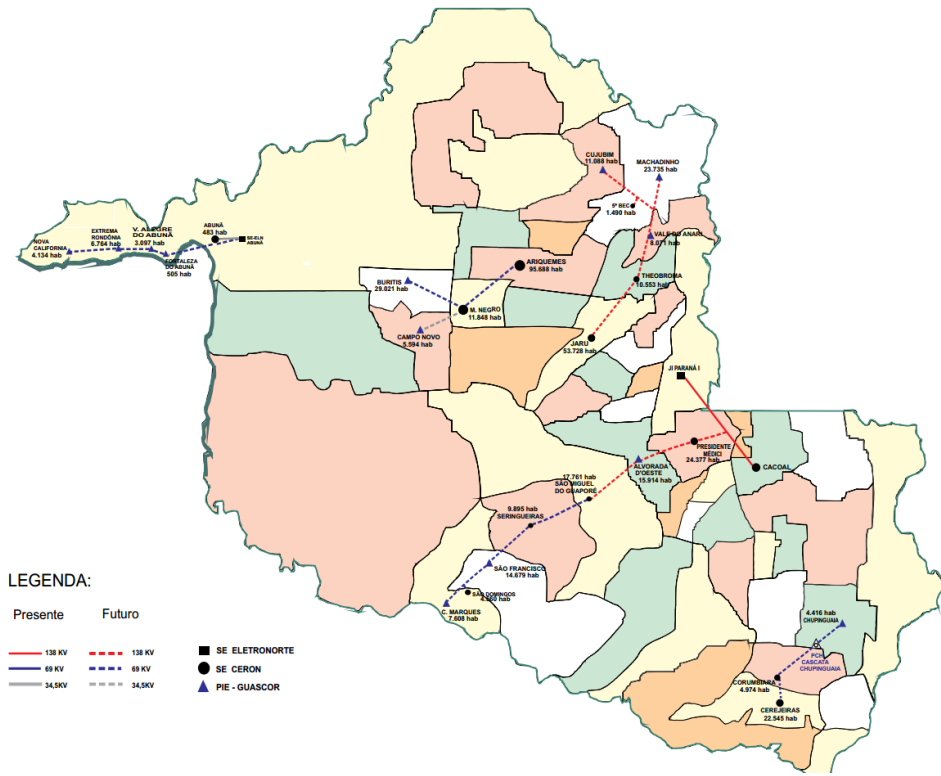 CUJUBIM
11.088 hab
MACHADINHO
23.735 hab
5º BEC
1.490 hab
VALE DO ANARI
8.071 hab
NOVA
CALIFORNIA
4.134 hab
EXTREMA
RONDÔNIA
6.764 hab
V. ALEGRE
DO ABUNÃ
3.097 hab
FORTALEZA
DO ABUNÃ
505 hab
ABUNÃ
483 hab
SE-ELN
ABUNÃ
ARIQUEMES
95.688 hab
THEOBROMA
10.553 hab
BURITIS
29.021 hab
M. NEGRO
11.848 hab
CAMPO NOVO
5.594 hab
JARU
53.728 hab
JI PARANÁ I
PRESIDENTE
MÉDICI
24.377 hab
CACOAL
ALVORADA
D'OESTE
15.914 hab
17.761 hab
SÃO MIGUEL
DO GUAPORÉ
9.895 hab
SERINGUEIRAS
SÃO FRANCISCO
14.679 hab
SÃO DOMINGOS
C. MARQUES
7.608 hab
4.416 hab
CHUPINGUAIA
PCH
CASCATA
CHUPINGUAIA
CORUMBIARA
4.974 hab
CEREJEIRAS
22.545 hab
LEGENDA:
Presente Futuro
138 KV 138 KV SE ELETRONORTE
69 KV 69 KV SE CERON
34,5KV 34,5KV PIE - GUASCOR